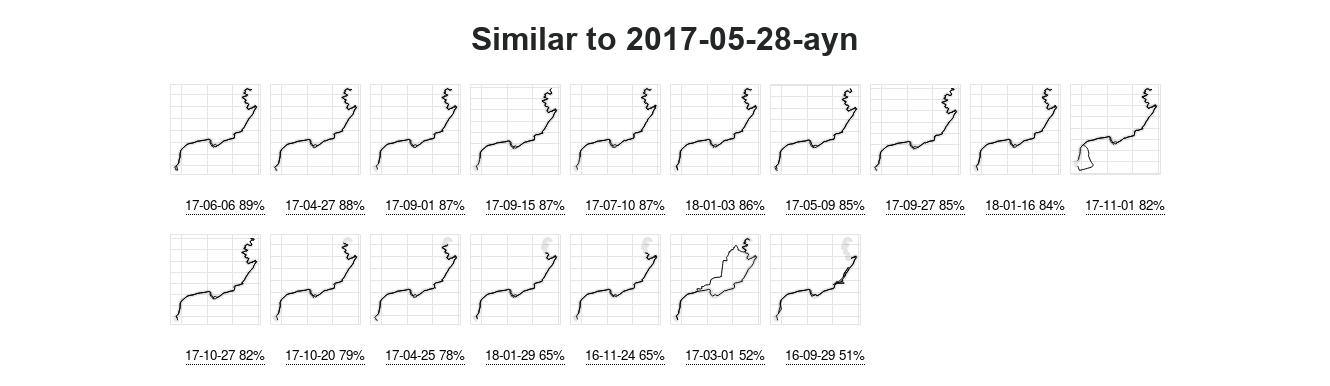 Similar to 2017-05-28-ayn
17-06-06 89% 17-04-27 88% 17-09-01 87% 17-09-15 87% 17-07-10 87% 18-01-03 86% 17-05-09 85% 17-09-27 85% 18-01-16 84% 17-11-01 82%
17-10-27 82% 17-10-20 79% 17-04-25 78% 18-01-29 65% 16-11-24 65% 17-03-01 52% 16-09-29 51%